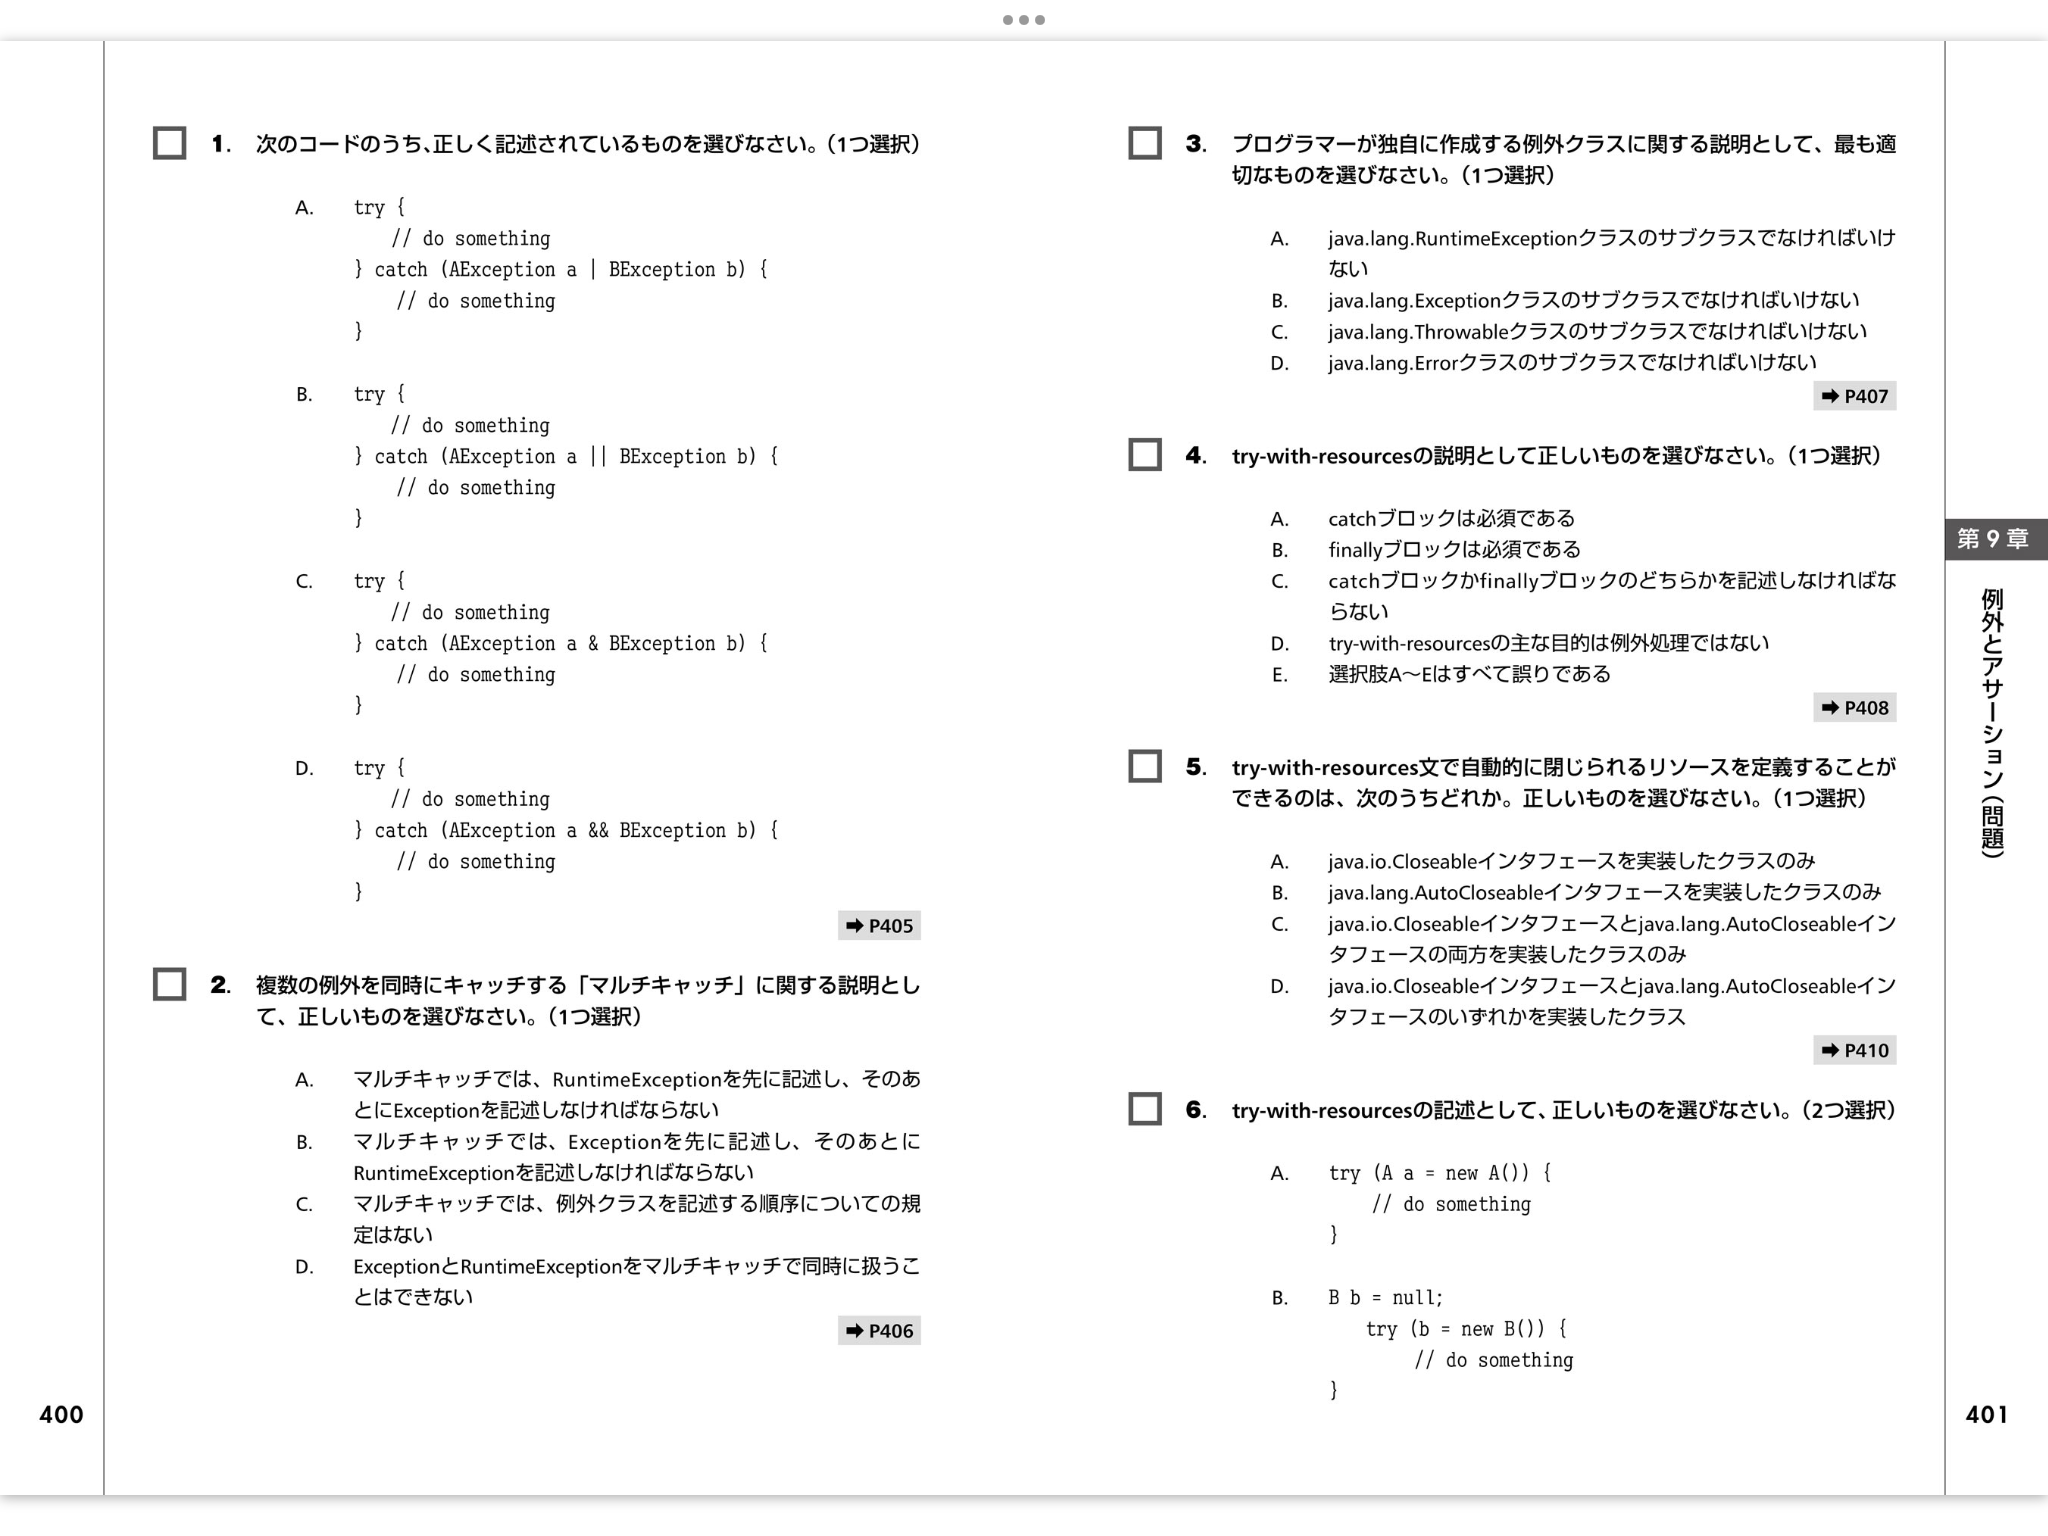 1. 次のコードのうち、正しく記述されているものを選びなさい。（1つ選択）
A. try {
// do something
} catch (AException a | BException b) {
// do something
}
B. try {
// do something
} catch (AException a || BException b) {
// do something
}
C. try {
// do something
} catch (AException a & BException b) {
// do something
}
D. try {
// do something
} catch (AException a && BException b) {
// do something
}
➡ P405
2. 複数の例外を同時にキャッチする「マルチキャッチ」に関する説明とし
て、正しいものを選びなさい。（1つ選択）
A. マルチキャッチでは、RuntimeExceptionを先に記述し、そのあ
とにExceptionを記述しなければならない
B. マルチキャッチでは、Exceptionを先に記述し、そのあとに
RuntimeExceptionを記述しなければならない
C. マルチキャッチでは、例外クラスを記述する順序についての規
定はない
D. ExceptionとRuntimeExceptionをマルチキャッチで同時に扱うこ
とはできない
➡ P406
400
3. プログラマーが独自に作成する例外クラスに関する説明として、最も適
切なものを選びなさい。（1つ選択）
A. java.lang.RuntimeExceptionクラスのサブクラスでなければいけ
ない
B. java.lang.Exceptionクラスのサブクラスでなければいけない
C. java.lang.Throwableクラスのサブクラスでなければいけない
D. java.lang.Errorクラスのサブクラスでなければいけない
➡ P407
4. try-with-resourcesの説明として正しいものを選びなさい。（1つ選択）
A. catchブロックは必須である
B. finallyブロックは必須である
C. catchブロックかfinallyブロックのどちらかを記述しなければな
らない
D. try-with-resourcesの主な目的は例外処理ではない
E. 選択肢A～Eはすべて誤りである
➡ P408
5. try-with-resources文で自動的に閉じられるリソースを定義することが
できるのは、次のうちどれか。正しいものを選びなさい。（1つ選択）
A. java.io.Closeableインタフェースを実装したクラスのみ
B. java.lang.AutoCloseableインタフェースを実装したクラスのみ
C. java.io.Closeableインタフェースとjava.lang.AutoCloseableイン
タフェースの両方を実装したクラスのみ
D. java.io.Closeableインタフェースとjava.lang.AutoCloseableイン
タフェースのいずれかを実装したクラス
➡ P410
6. try-with-resourcesの記述として、正しいものを選びなさい。（2つ選択）
A. try (A a = new A()) {
// do something
}
B. B b = null;
try (b = new B()) {
// do something
}
第9章
例外とアサーション（問題）
401